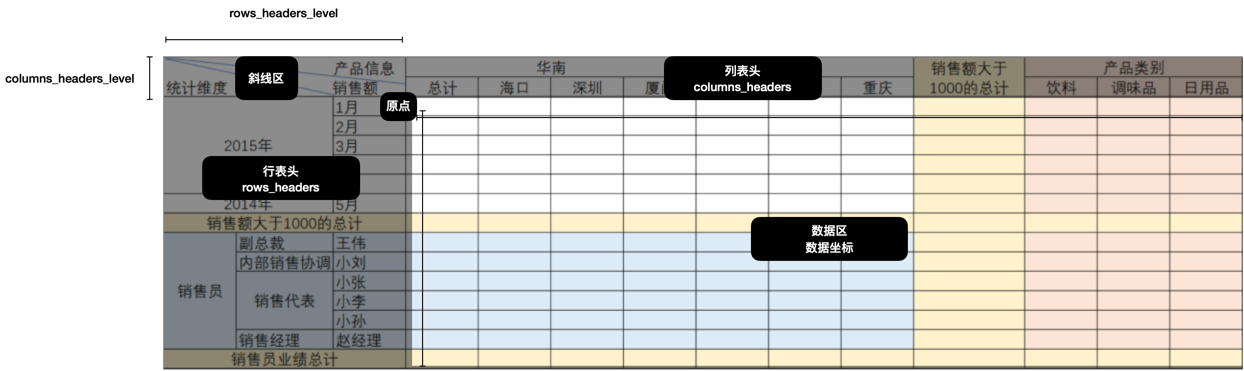 rows_headers_level
columns_headers_level
斜线区
产品信息
销售额
统计维度
华南
列表头
columns_headers
总计
海口
深圳
重庆
销售额大于
1000的总计
产品类别
饮料
调味品
日用品
原点
1月
2月
2015年
3月
行表头
rows_headers
2014年
5月
销售额大于1000的总计
数据区
数据坐标
销售员
副总裁
王伟
内部销售协调
小刘
销售代表
小张
小李
小孙
销售经理
赵经理
销售员业绩总计